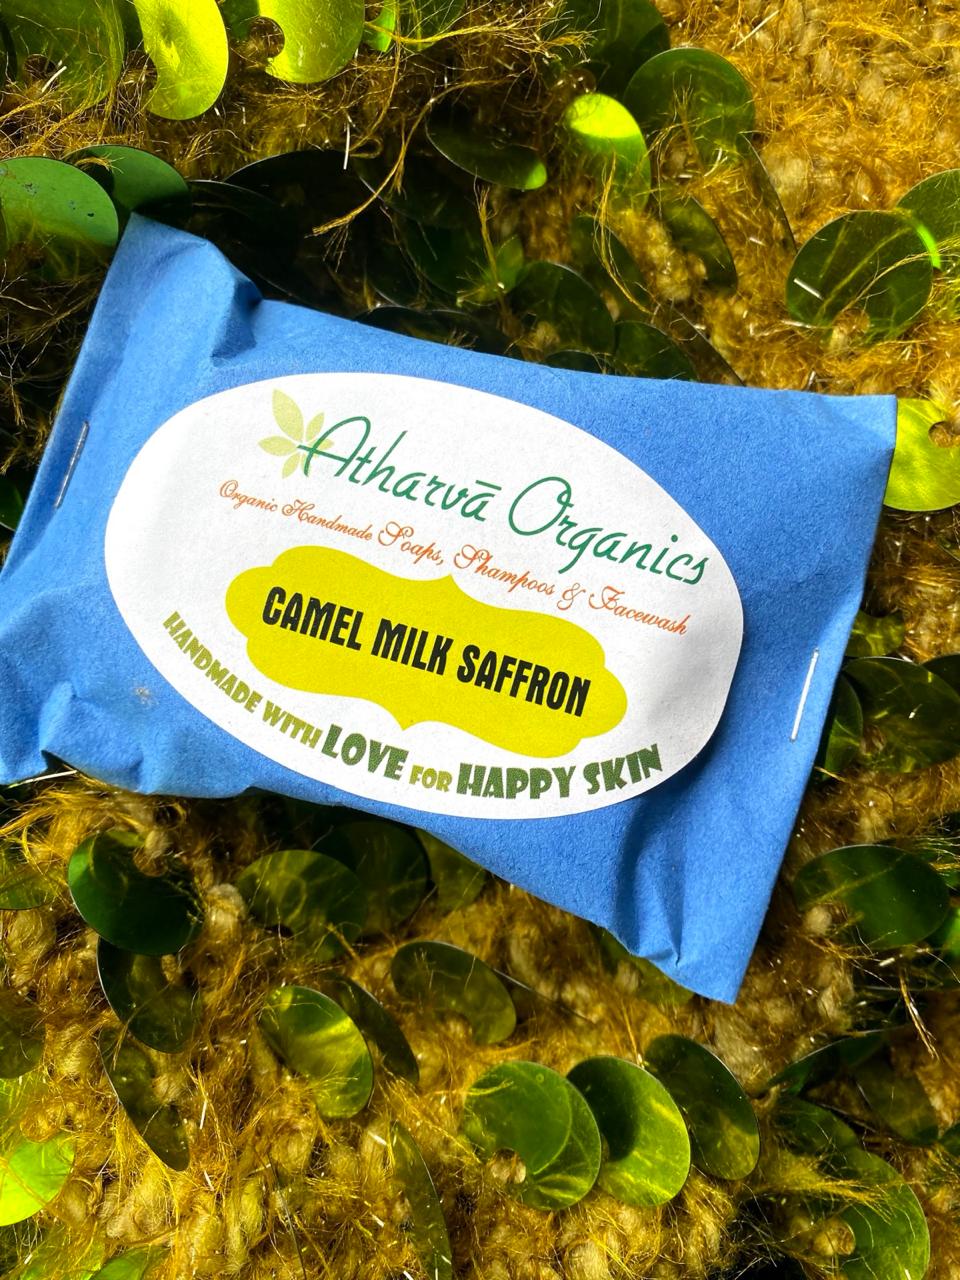 Atharvā Organics
Organic Handmade Soaps, Shampoos & Facewash
CAMEL MILK SAFFRON
HANDMADE WITH LOVE FOR HAPPY SKIN